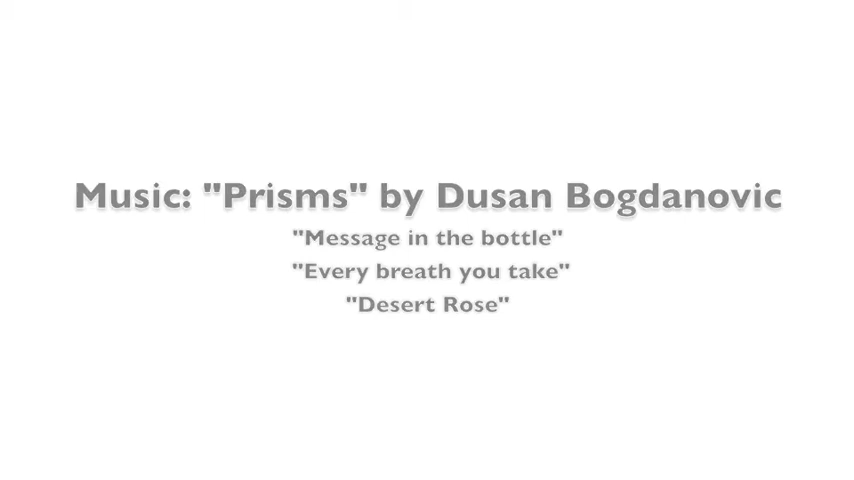 Music: "Prisms" by Dusan Bogdanovic
"Message in the bottle"
"Every breath you take"
"Desert Rose"